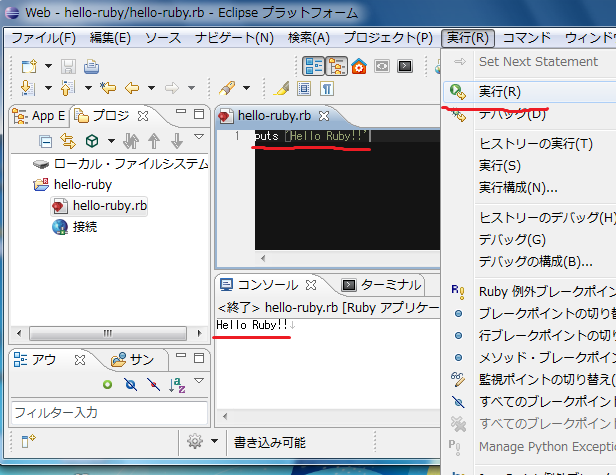 Web - hello-ruby/hello-ruby.rb - Eclipse プラットフォーム
ファイル(F) 編集(E) ソース ナビゲート(N) 検索(A) プロジェクト(P) 実行(R) コマンド ウィンド
Set Next Statement
実行(R)
デバッグ(D)
ヒストリーの実行(T)
実行(S)
実行構成(N)...
ヒストリーのデバッグ(H)
デバッグ(G)
デバッグの構成(B)...
Ruby 例外ブレークポイン
ブレークポイントの切り替
行ブレークポイントの切り
メソッド・ブレークポイン
監視ポイントの切り替え(
すべてのブレークポイント
すべてのブレークポイント
Manage Python Exceptio
App E プロジ
ローカル・ファイルシステム
hello-ruby
hello-ruby.rb
接続
hello-ruby.rb
1 puts 'Hello Ruby!!'
コンソール ターミナル
<終了> hello-ruby.rb [Ruby アプリケー
Hello Ruby!!↓
アウ サン
フィルター入力
書き込み可能